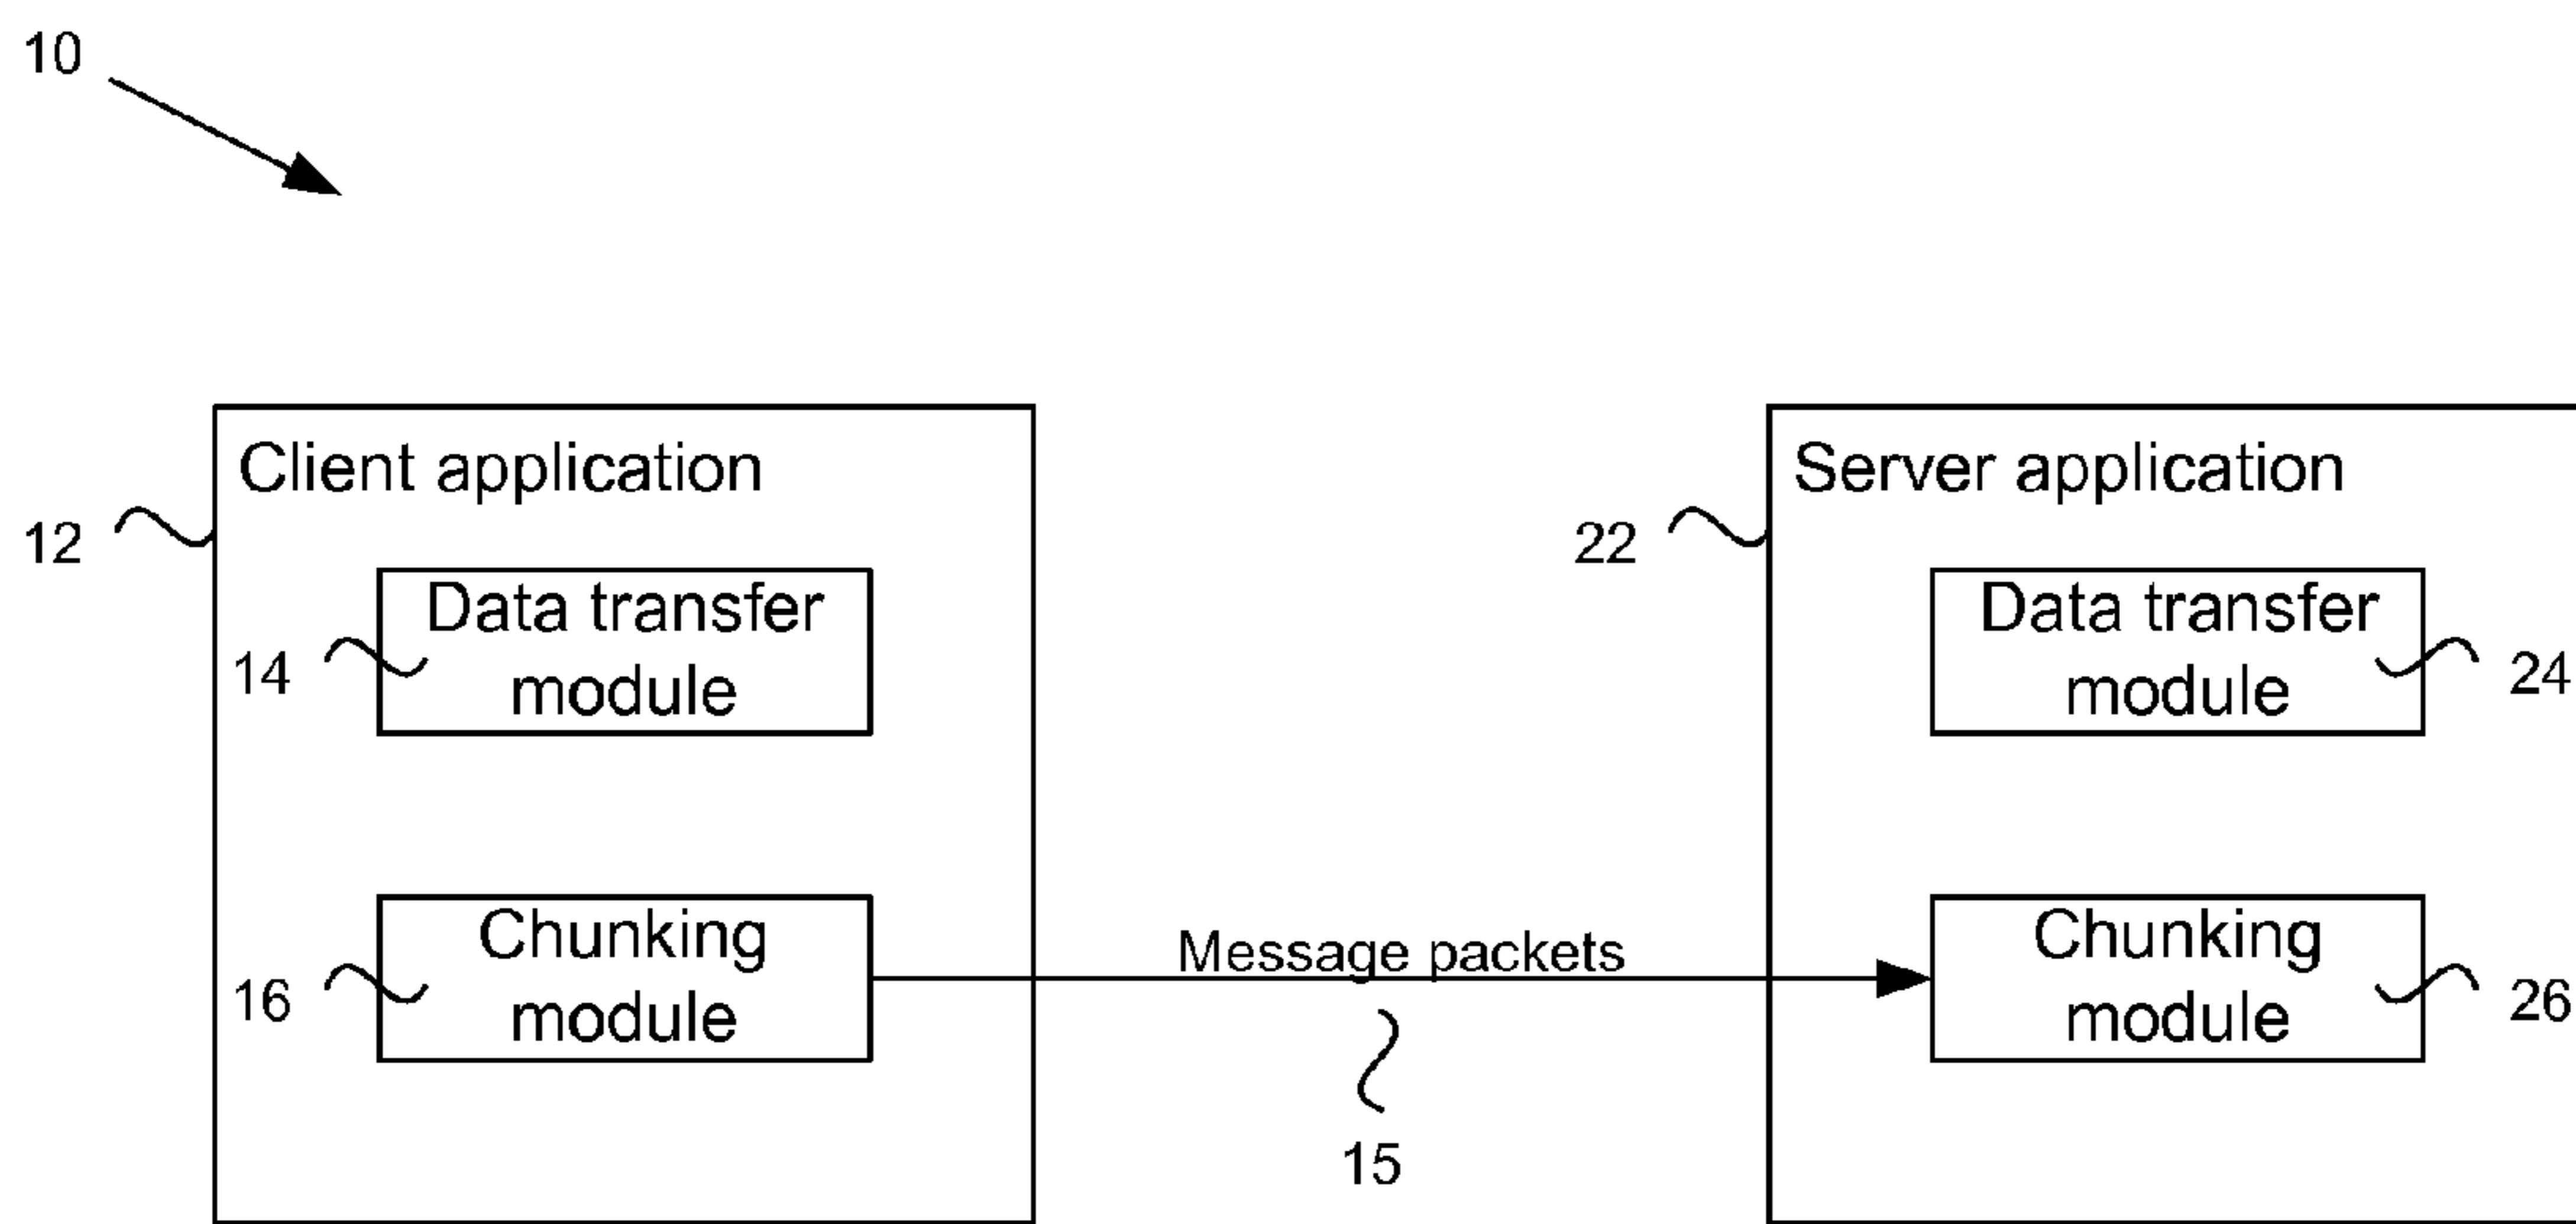 10
Client application
Server application
12
22
Data transfer
module
14
Data transfer
module
24
Chunking
module
16
Message packets
15
Chunking
module
26